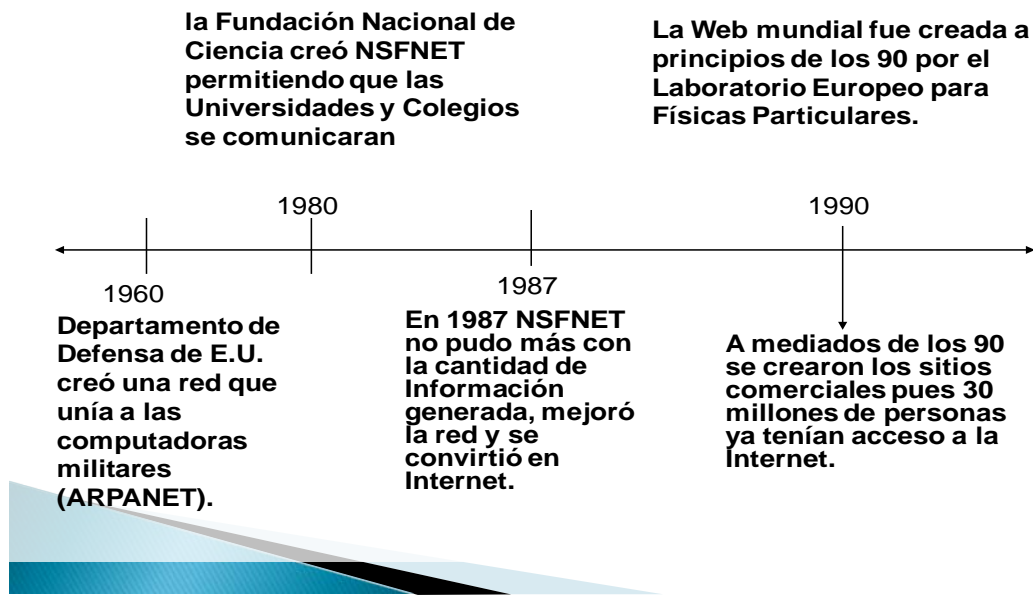 la Fundación Nacional de
Ciencia creó NSFNET
permitiendo que las
Universidades y Colegios
se comunicaran
La Web mundial fue creada a
principios de los 90 por el
Laboratorio Europeo para
Físicas Particulares.
1980
1990
1960
Departamento de
Defensa de E.U.
creó una red que
unía a las
computadoras
militares
(ARPANET).
1987
En 1987 NSFNET
no pudo más con
la cantidad de
Información
generada, mejoró
la red y se
convirtió en
Internet.
A mediados de los 90
se crearon los sitios
comerciales pues 30
millones de personas
ya tenían acceso a la
Internet.